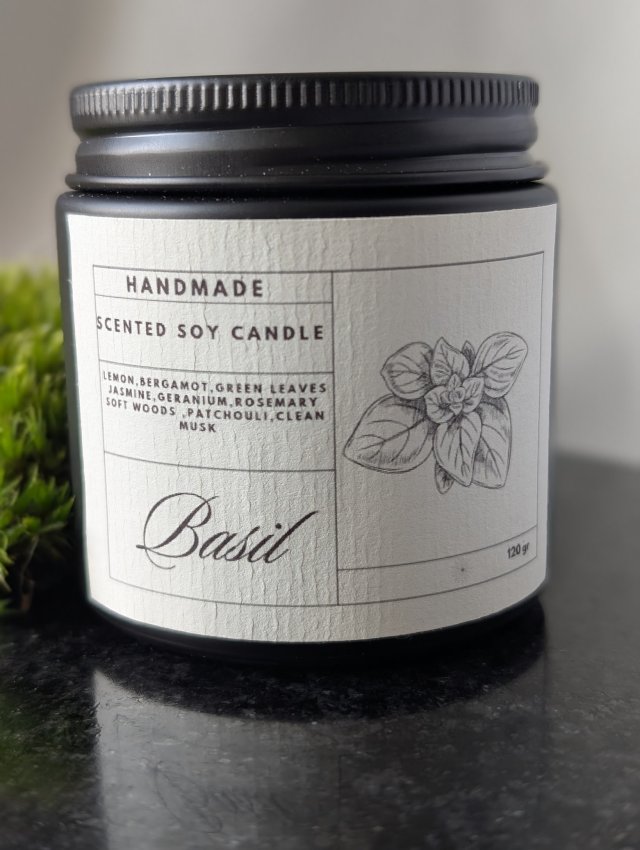 HANDMADE
SCENTED SOY CANDLE
LEMON,BERGAMOT,GREEN LEAVES
JASMINE,GERANIUM,ROSEMARY
SOFT WOODS ,PATCHOULI,CLEAN
MUSK
Basil
120 gr